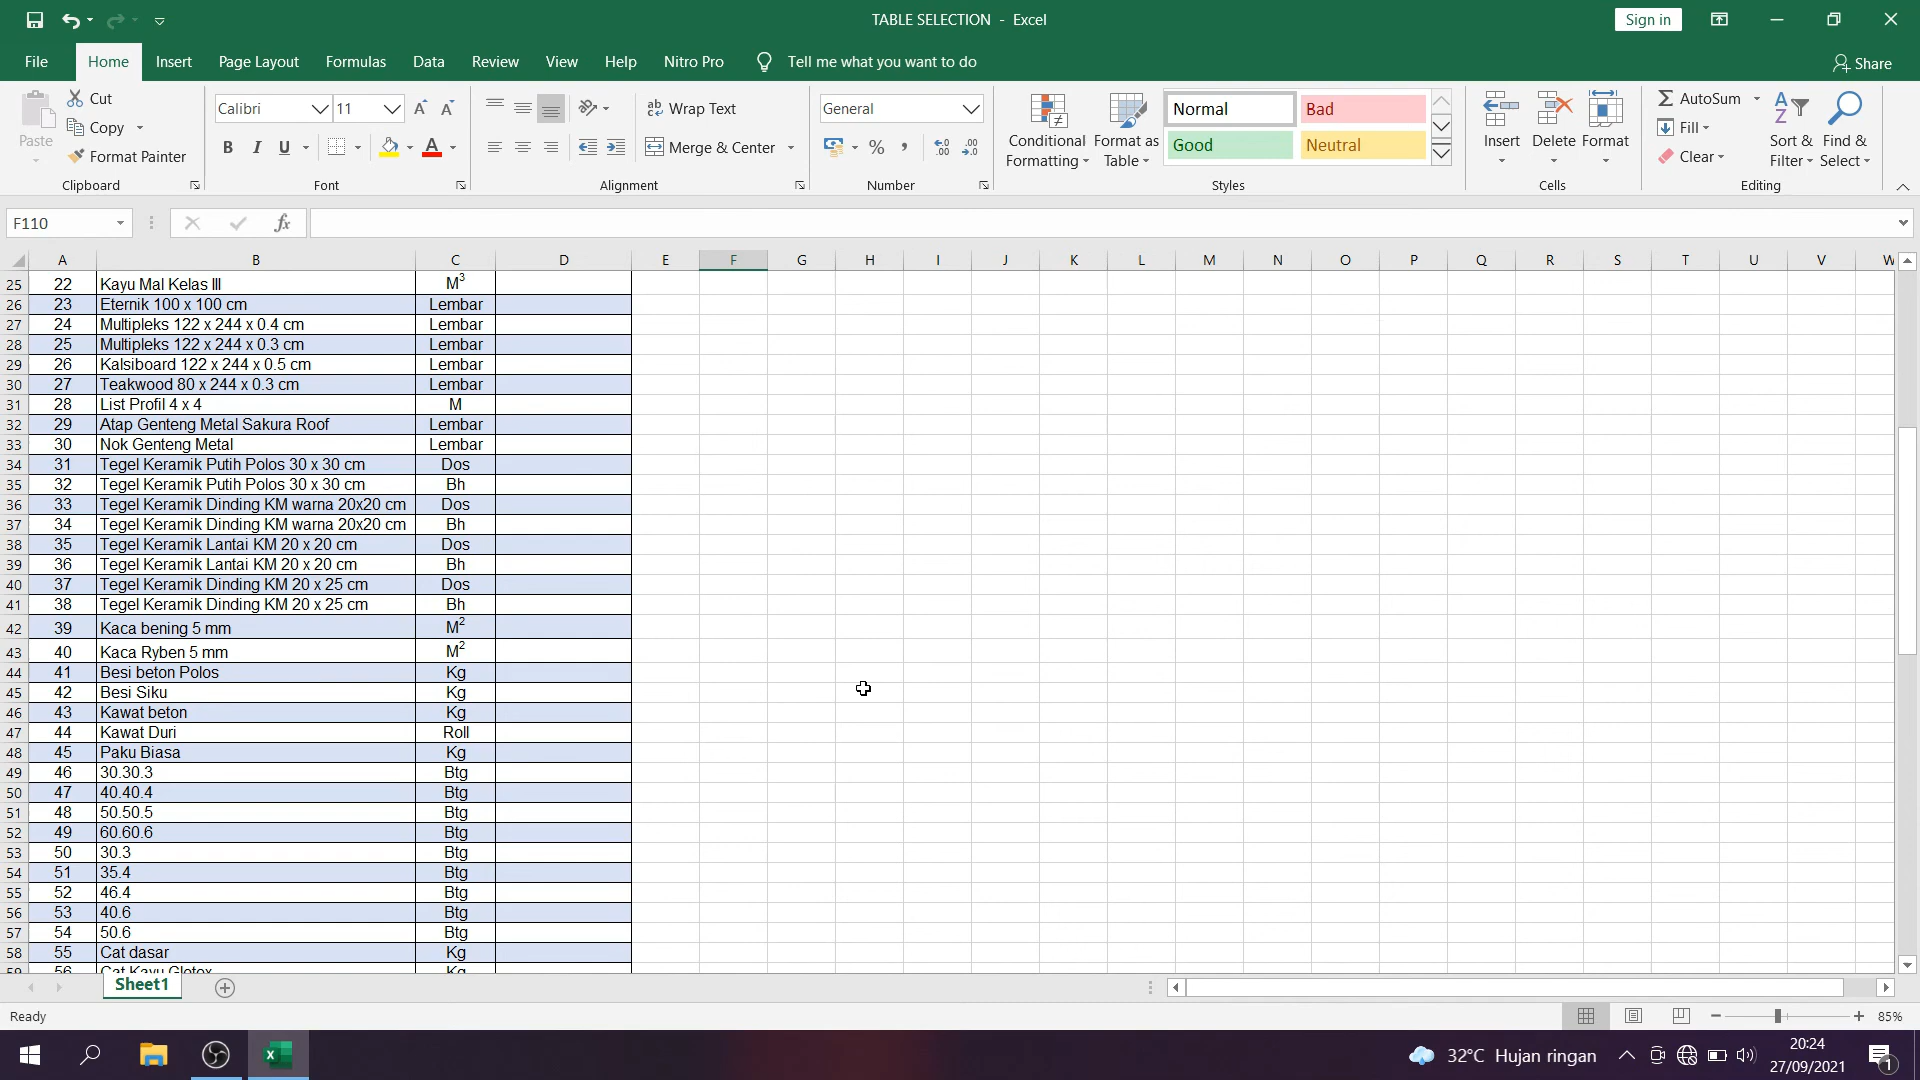 TABLE SELECTION - Excel
Sign in
File Home Insert Page Layout Formulas Data Review View Help Nitro Pro Tell me what you want to do Share
Paste
Cut
Copy
Format Painter
Clipboard
Calibri 11
B I U
Font
Wrap Text
Merge & Center
Alignment
General
Number
Conditional Formatting
Format as Table
Normal Bad
Good Neutral
Styles
Insert Delete Format
Cells
AutoSum
Fill
Clear
Sort & Filter
Find & Select
Editing
F110 fx
A B C D E F G H I J K L M N O P Q R S T U V W
25 22 Kayu Mal Kelas III M³
26 23 Eternik 100 x 100 cm Lembar
27 24 Multipleks 122 x 244 x 0.4 cm Lembar
28 25 Multipleks 122 x 244 x 0.3 cm Lembar
29 26 Kalsiboard 122 x 244 x 0.5 cm Lembar
30 27 Teakwood 80 x 244 x 0.3 cm Lembar
31 28 List Profil 4 x 4 M
32 29 Atap Genteng Metal Sakura Roof Lembar
33 30 Nok Genteng Metal Lembar
34 31 Tegel Keramik Putih Polos 30 x 30 cm Dos
35 32 Tegel Keramik Putih Polos 30 x 30 cm Bh
36 33 Tegel Keramik Dinding KM warna 20x20 cm Dos
37 34 Tegel Keramik Dinding KM warna 20x20 cm Bh
38 35 Tegel Keramik Lantai KM 20 x 20 cm Dos
39 36 Tegel Keramik Lantai KM 20 x 20 cm Bh
40 37 Tegel Keramik Dinding KM 20 x 25 cm Dos
41 38 Tegel Keramik Dinding KM 20 x 25 cm Bh
42 39 Kaca bening 5 mm M²
43 40 Kaca Ryben 5 mm M²
44 41 Besi beton Polos Kg
45 42 Besi Siku Kg
46 43 Kawat beton Kg
47 44 Kawat Duri Roll
48 45 Paku Biasa Kg
49 46 30.30.3 Btg
50 47 40.40.4 Btg
51 48 50.50.5 Btg
52 49 60.60.6 Btg
53 50 30.3 Btg
54 51 35.4 Btg
55 52 46.4 Btg
56 53 40.6 Btg
57 54 50.6 Btg
58 55 Cat dasar Kg
59 56 Cat Kayu Glotex Kg
Sheet1
Ready
85%
32°C Hujan ringan
20:24
27/09/2021
1